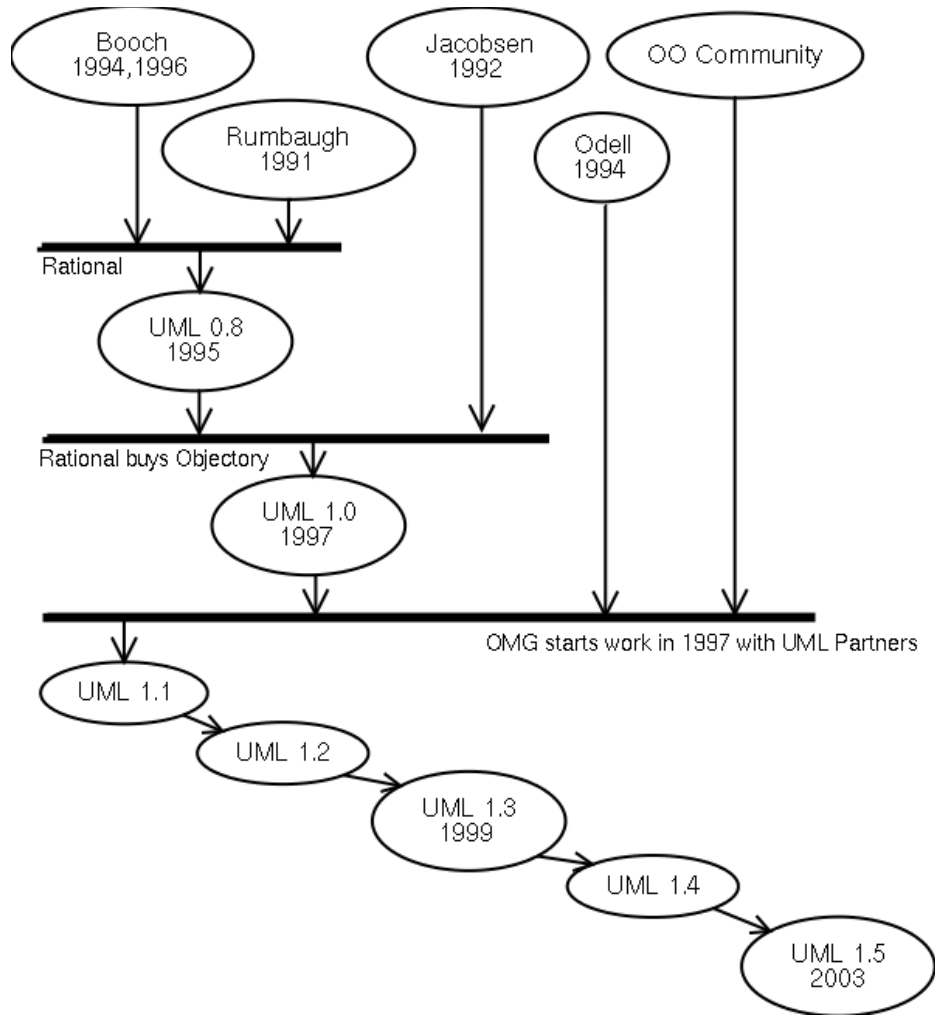 Booch
1994,1996
Jacobsen
1992
OO Community
Rumbaugh
1991
Odell
1994
Rational
UML 0.8
1995
Rational buys Objectory
UML 1.0
1997
OMG starts work in 1997 with UML Partners
UML 1.1
UML 1.2
UML 1.3
1999
UML 1.4
UML 1.5
2003